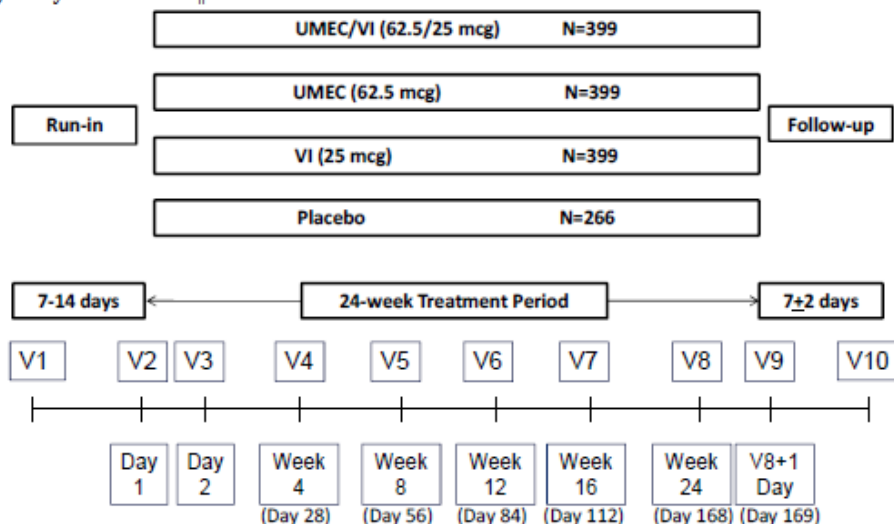 UMEC/VI (62.5/25 mcg) N=399
UMEC (62.5 mcg) N=399
Run-in
Follow-up
VI (25 mcg) N=399
Placebo N=266
7-14 days
24-week Treatment Period
7±2 days
V1 V2 V3 V4 V5 V6 V7 V8 V9 V10
Day Day Week Week Week Week Week V8+1
1 2 4 8 12 16 24 Day
(Day 28) (Day 56) (Day 84) (Day 112) (Day 168) (Day 169)